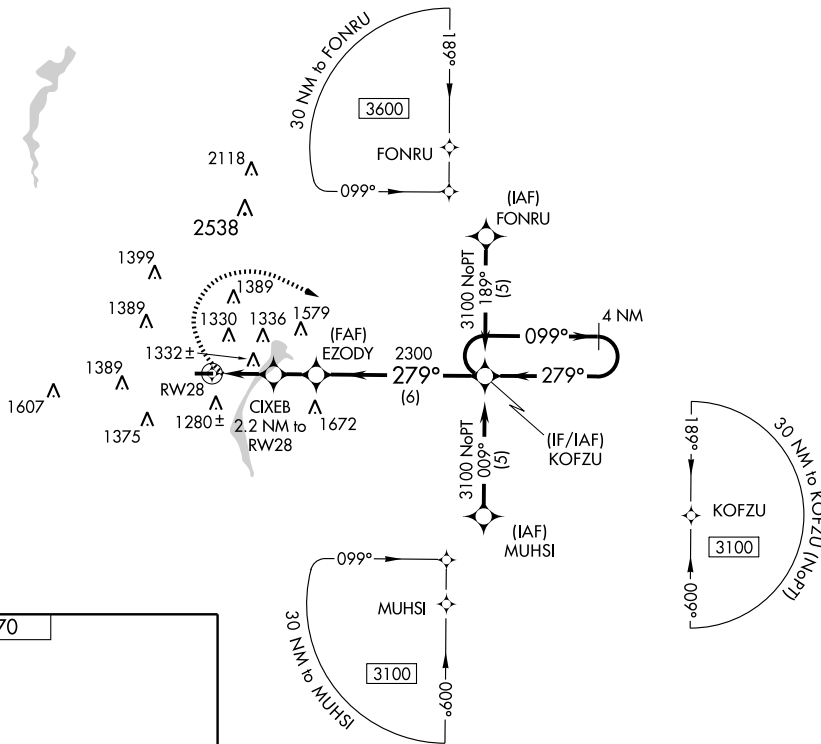 30 NM to FONRU
189°
3600
FONRU
099°
2118
2538
1399
1389
1389
1330
1336
1579
1332±
1389
1607
1375
1280±
RW28
CIXEB
2.2 NM to
RW28
(FAF)
EZODY
1672
2300
279°
(6)
(IAF)
FONRU
3100 NoPT
189°
(5)
099°
4 NM
279°
(IF/IAF)
KOFZU
3100 NoPT
009°
(5)
(IAF)
MUHSI
189°
30 NM to KOFZU (NoPT)
KOFZU
3100
009°
099°
MUHSI
30 NM to MUHSI
3100
009°
70